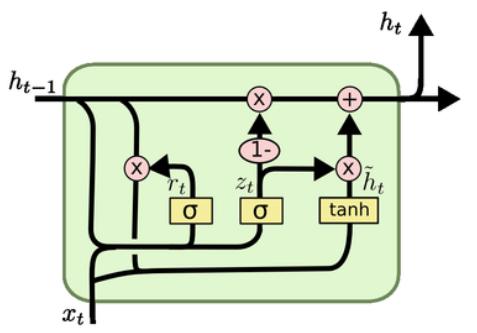 h_t
h_{t-1}
x +
1-
x r_t z_t x h̃_t
σ σ tanh
x_t